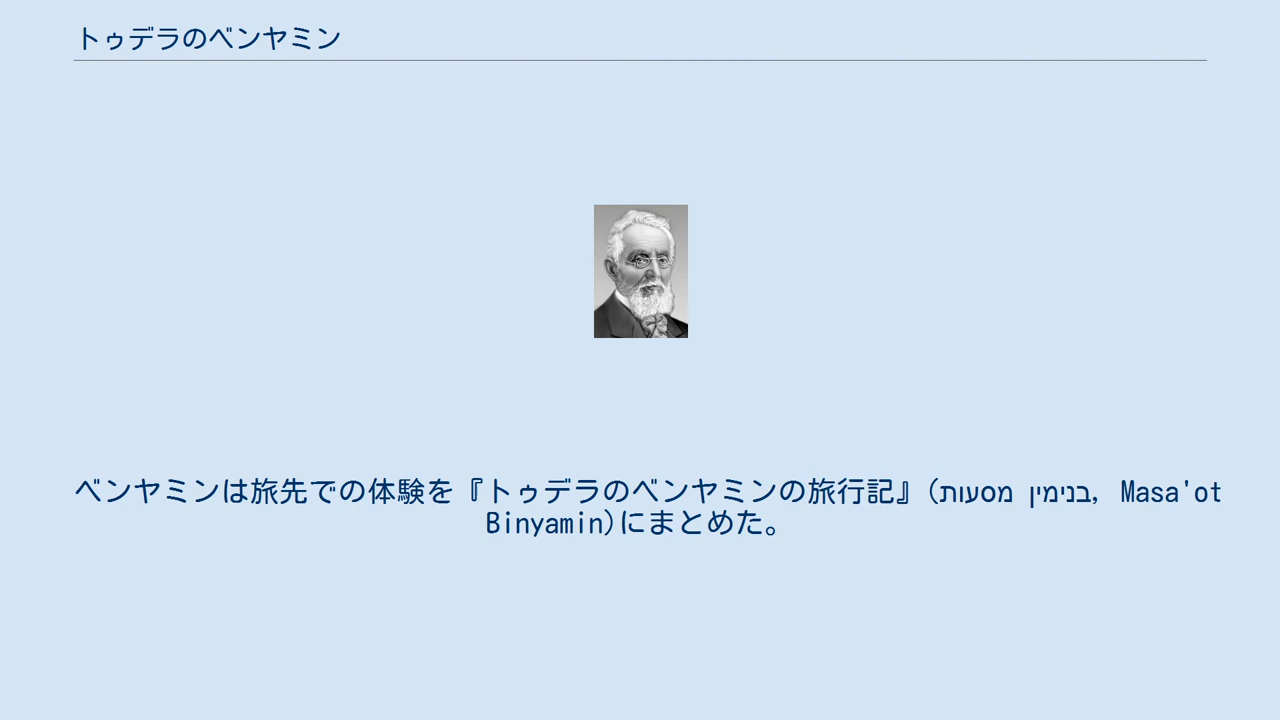 トゥデラのベンヤミン
ベンヤミンは旅先での体験を『トゥデラのベンヤミンの旅行記』(מסעות בנימין, Masa'ot
Binyamin)にまとめた。